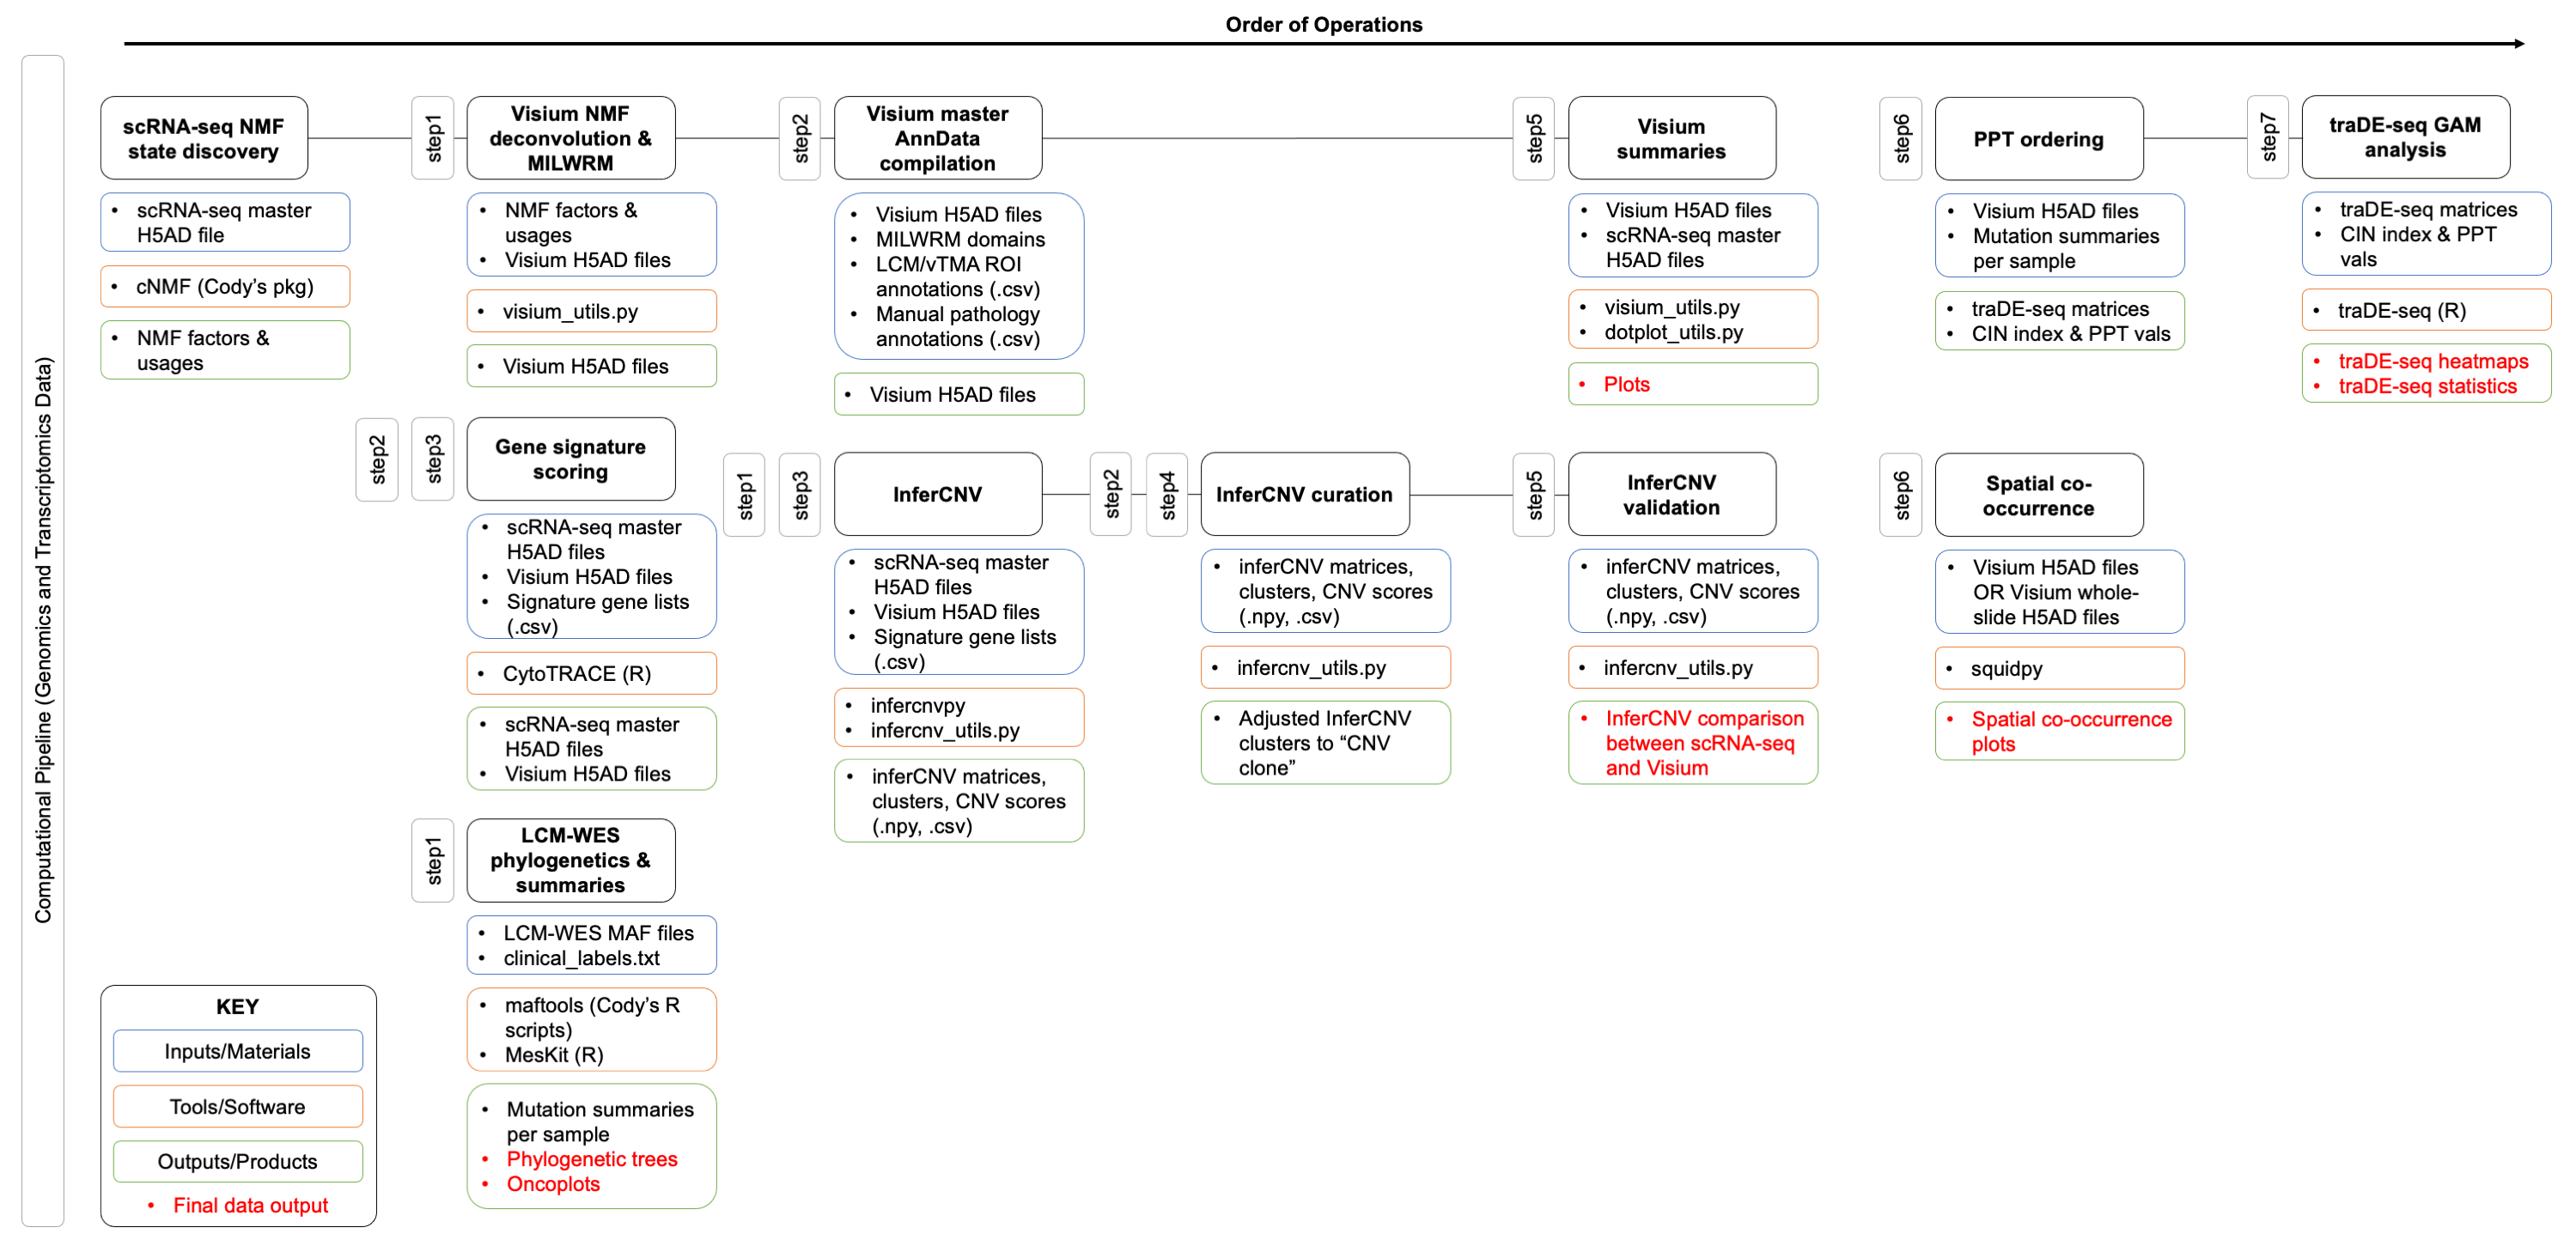 Order of Operations
Computational Pipeline (Genomics and Transcriptomics Data)
scRNA-seq NMF
state discovery
• scRNA-seq master
H5AD file
• cNMF (Cody’s pkg)
• NMF factors &
usages
step1
Visium NMF
deconvolution &
MILWRM
• NMF factors &
usages
• Visium H5AD files
• visium_utils.py
• Visium H5AD files
step2
Visium master
AnnData
compilation
• Visium H5AD files
• MILWRM domains
• LCM/vTMA ROI
annotations (.csv)
• Manual pathology
annotations (.csv)
• Visium H5AD files
step5
Visium
summaries
• Visium H5AD files
• scRNA-seq master
H5AD files
• visium_utils.py
• dotplot_utils.py
• Plots
step6
PPT ordering
• Visium H5AD files
• Mutation summaries
per sample
• traDE-seq matrices
• CIN index & PPT vals
step7
traDE-seq GAM
analysis
• traDE-seq matrices
• CIN index & PPT
vals
• traDE-seq (R)
• traDE-seq heatmaps
• traDE-seq statistics
step2
step3
Gene signature
scoring
• scRNA-seq master
H5AD files
• Visium H5AD files
• Signature gene lists
(.csv)
• CytoTRACE (R)
• scRNA-seq master
H5AD files
• Visium H5AD files
step1
step3
InferCNV
• scRNA-seq master
H5AD files
• Visium H5AD files
• Signature gene lists
(.csv)
• infercnvpy
• infercnv_utils.py
• inferCNV matrices,
clusters, CNV scores
(.npy, .csv)
step2
step4
InferCNV curation
• inferCNV matrices,
clusters, CNV scores
(.npy, .csv)
• infercnv_utils.py
• Adjusted InferCNV
clusters to “CNV
clone”
step5
InferCNV
validation
• inferCNV matrices,
clusters, CNV scores
(.npy, .csv)
• infercnv_utils.py
• InferCNV comparison
between scRNA-seq
and Visium
step6
Spatial co-
occurrence
• Visium H5AD files
OR Visium whole-
slide H5AD files
• squidpy
• Spatial co-occurrence
plots
step1
LCM-WES
phylogenetics &
summaries
• LCM-WES MAF files
• clinical_labels.txt
• maftools (Cody’s R
scripts)
• MesKit (R)
• Mutation summaries
per sample
• Phylogenetic trees
• Oncoplots
KEY
Inputs/Materials
Tools/Software
Outputs/Products
• Final data output